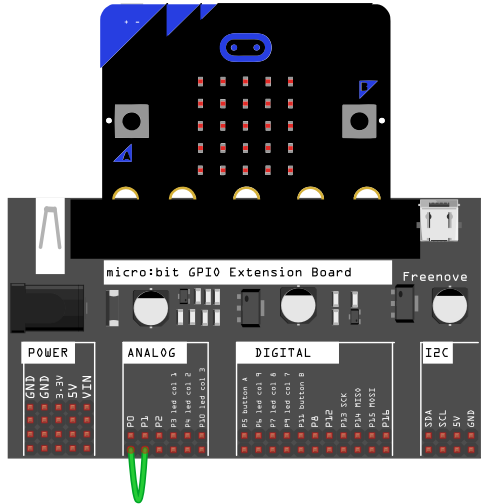 + -
B
A
micro:bit GPIO Extension Board
Freenove
POWER
ANALOG
DIGITAL
I2C
GND
GND
3.3V
5V
VIN
P0
P1
P2
P3 led col 1
P4 led col 2
P10 led col 3
P5 button A
P6 led col 9
P7 led col 8
P9 led col 7
P11 button B
P8
P12
P13 SCK
P14 MISO
P15 MOSI
P16
SDA
SCL
5V
GND